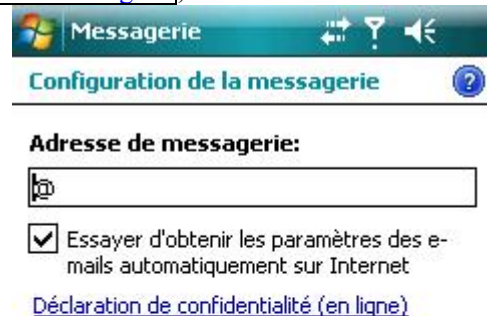 Messagerie
Configuration de la messagerie
Adresse de messagerie:
@
Essayer d'obtenir les paramètres des e-
mails automatiquement sur Internet
Déclaration de confidentialité (en ligne)